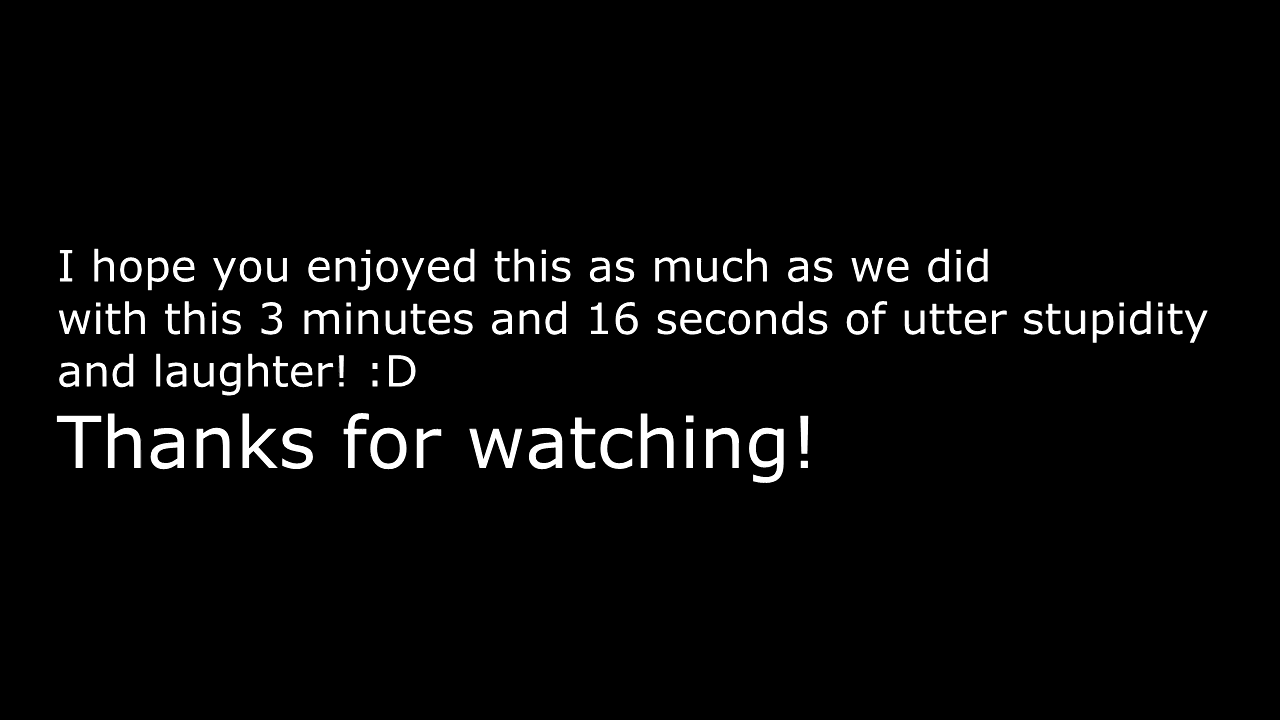 I hope you enjoyed this as much as we did
with this 3 minutes and 16 seconds of utter stupidity
and laughter! :D
Thanks for watching!